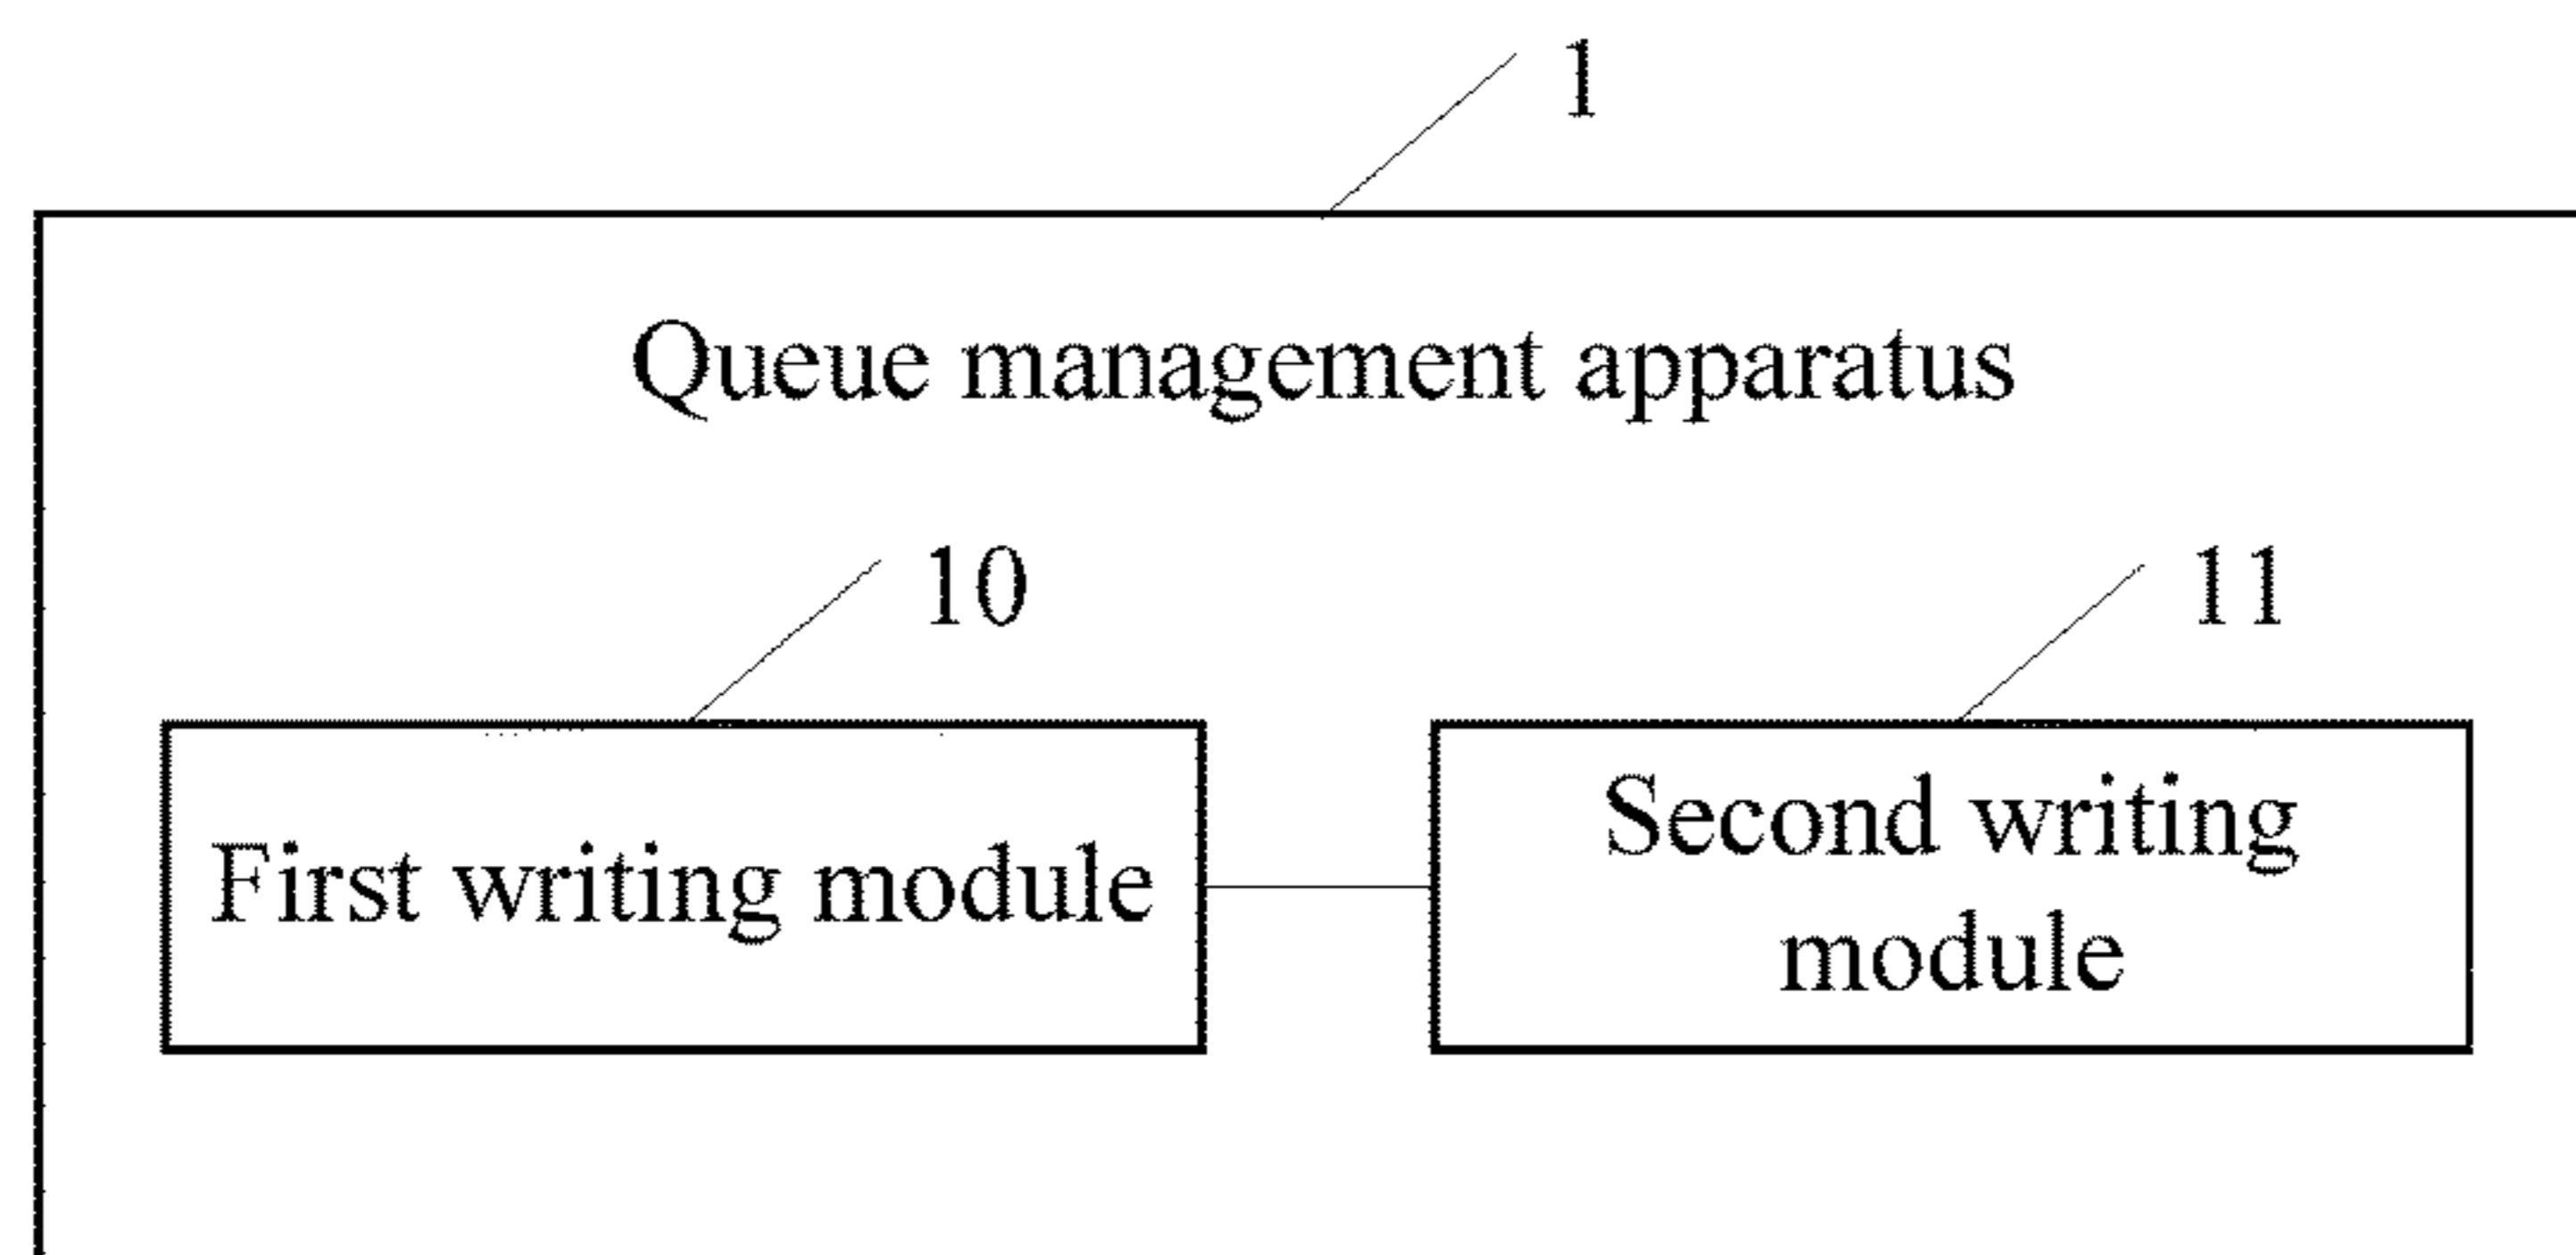 1
Queue management apparatus
10
11
First writing module
Second writing
module